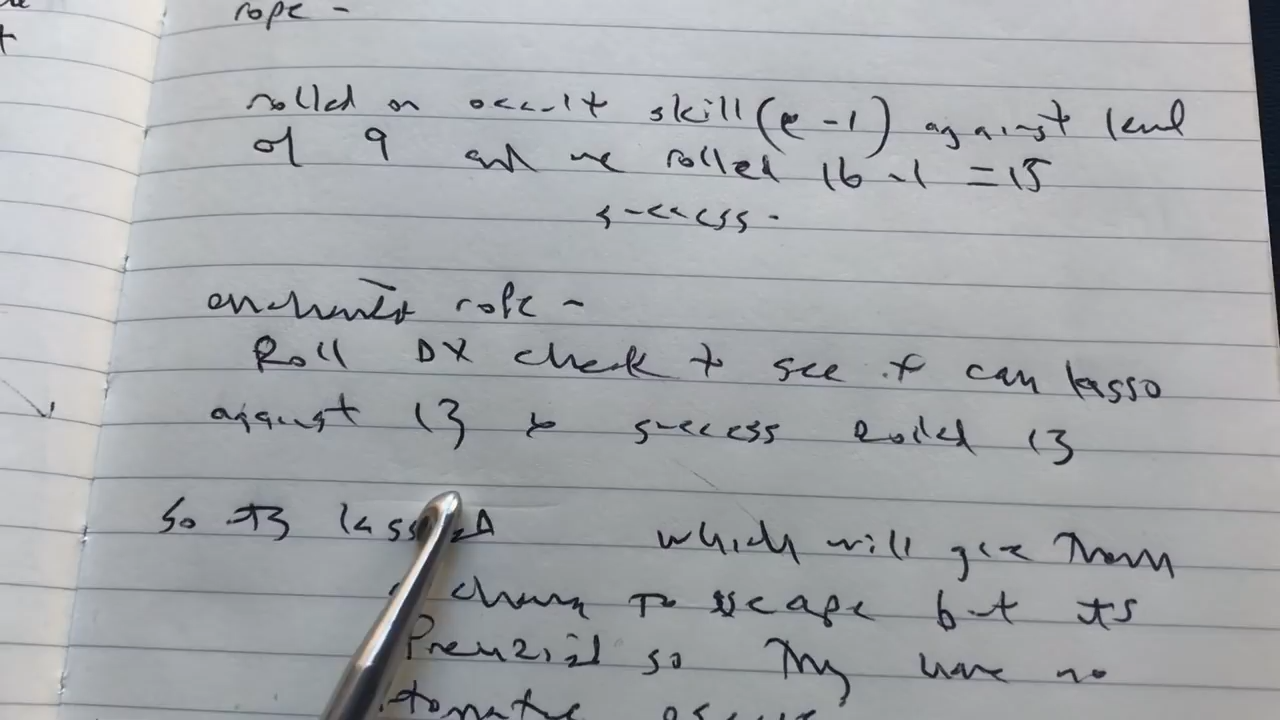 rope -
rolled on occult skill (e-1) against level
of 9 and we rolled 16-1 = 15
success.
enchanted rope -
Roll DX check to see if can lasso
against 13 & success Rolled 13
So its which will give them
chance to escape but its
so they have no